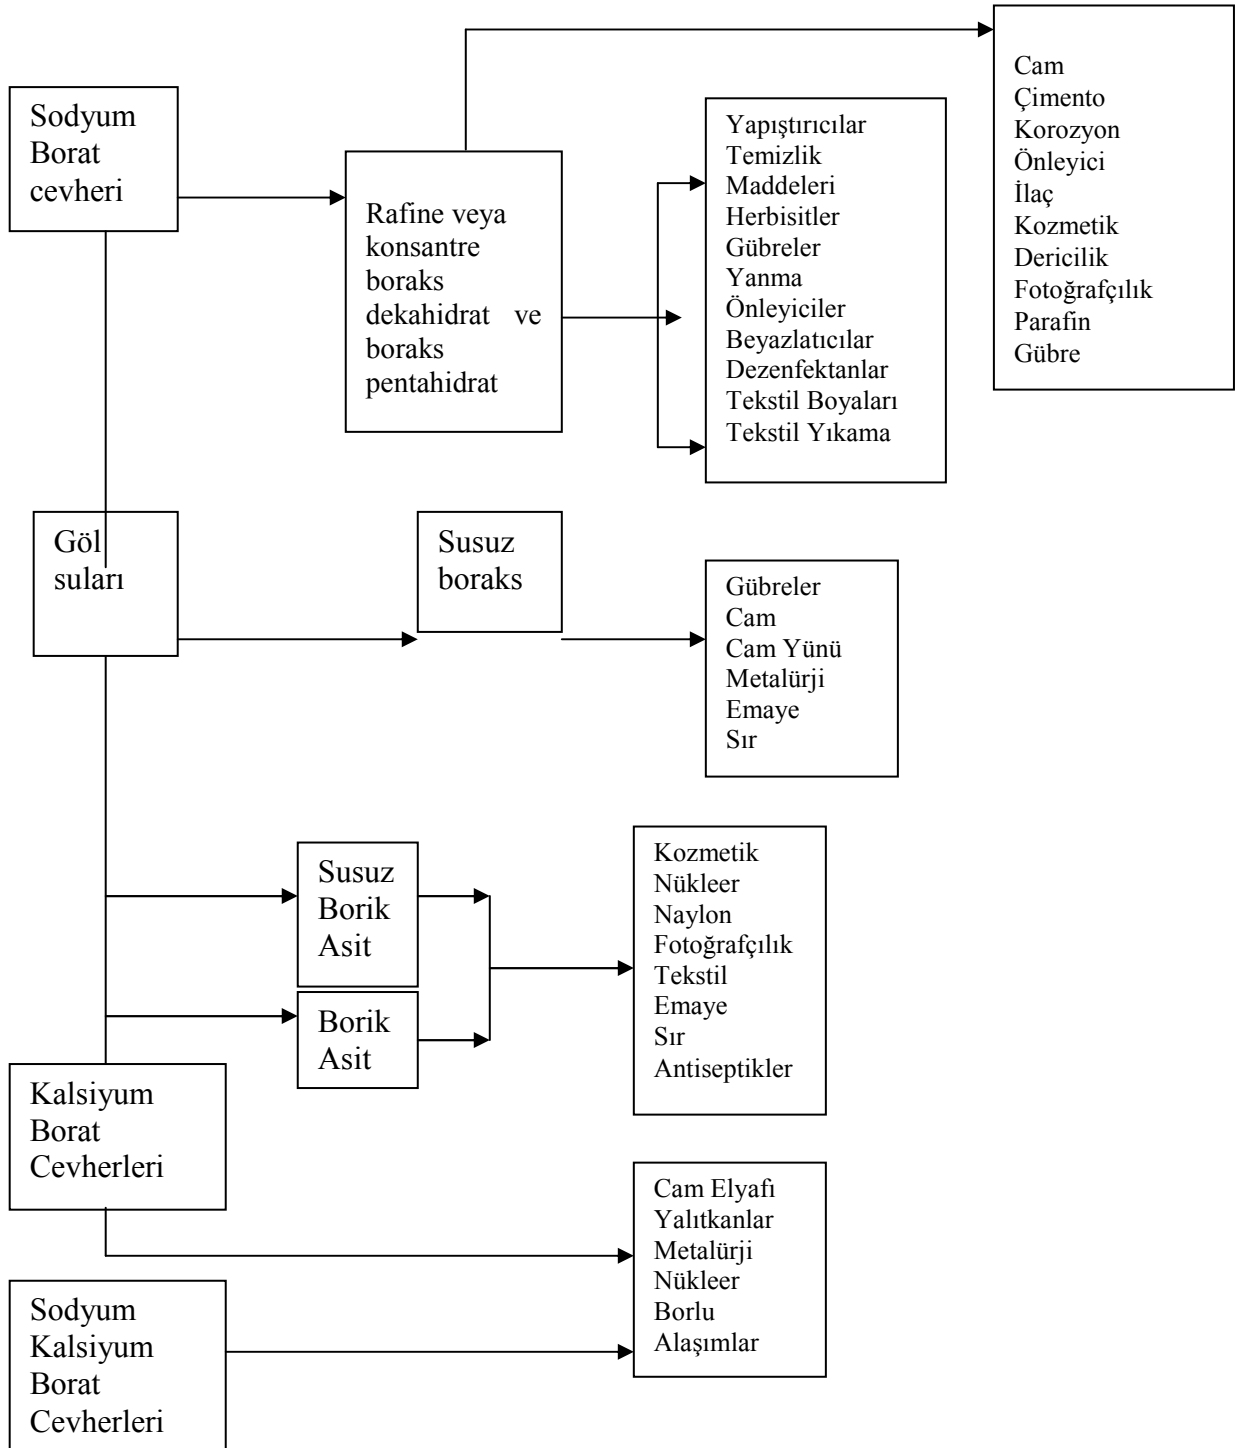 Sodyum
Borat
cevheri
Rafine veya
konsantre
boraks
dekahidrat ve
boraks
pentahidrat
Yapıştırıcılar
Temizlik
Maddeleri
Herbisitler
Gübreler
Yanma
Önleyiciler
Beyazlatıcılar
Dezenfektanlar
Tekstil Boyaları
Tekstil Yıkama
Cam
Çimento
Korozyon
Önleyici
İlaç
Kozmetik
Dericilik
Fotoğrafçılık
Parafin
Gübre
Göl
suları
Susuz
boraks
Gübreler
Cam
Cam Yünü
Metalürji
Emaye
Sır
Susuz
Borik
Asit
Borik
Asit
Kozmetik
Nükleer
Naylon
Fotoğrafçılık
Tekstil
Emaye
Sır
Antiseptikler
Kalsiyum
Borat
Cevherleri
Cam Elyafı
Yalıtkanlar
Metalürji
Nükleer
Borlu
Alaşımlar
Sodyum
Kalsiyum
Borat
Cevherleri